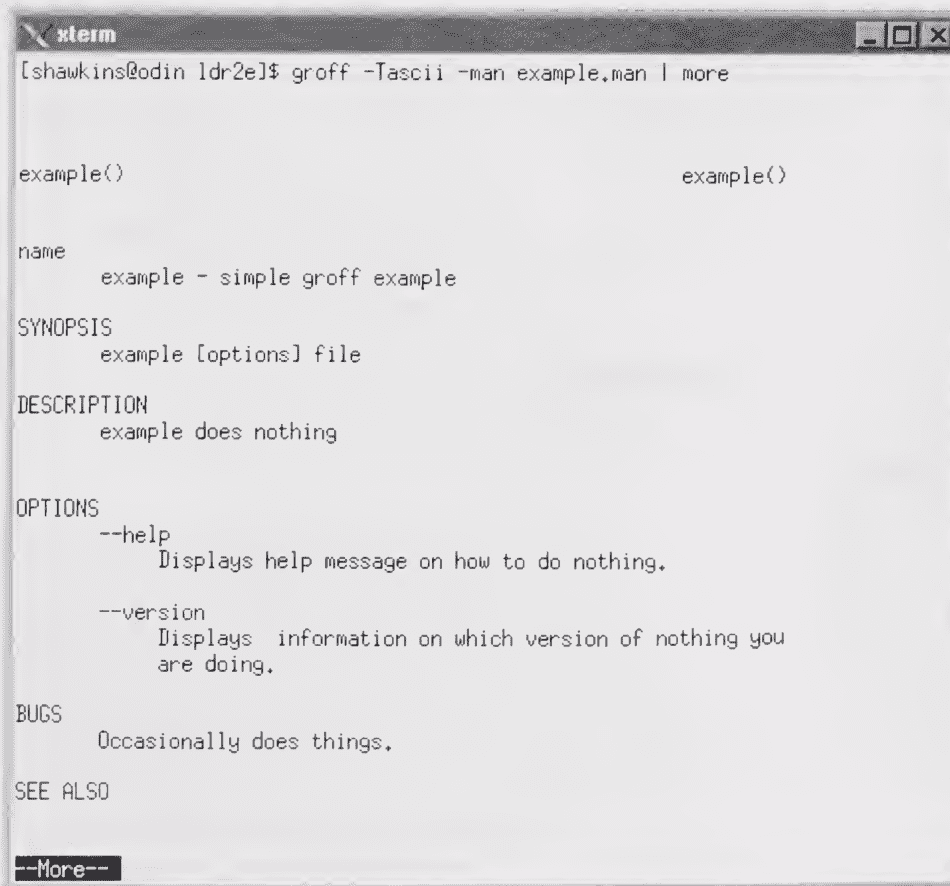 xterm
[shawkins@odin ldr2e]$ groff -Tascii -man example.man | more
example() example()
name
example - simple groff example
SYNOPSIS
example [options] file
DESCRIPTION
example does nothing
OPTIONS
--help
Displays help message on how to do nothing.
--version
Displays  information on which version of nothing you
are doing.
BUGS
Occasionally does things.
SEE ALSO
--More--